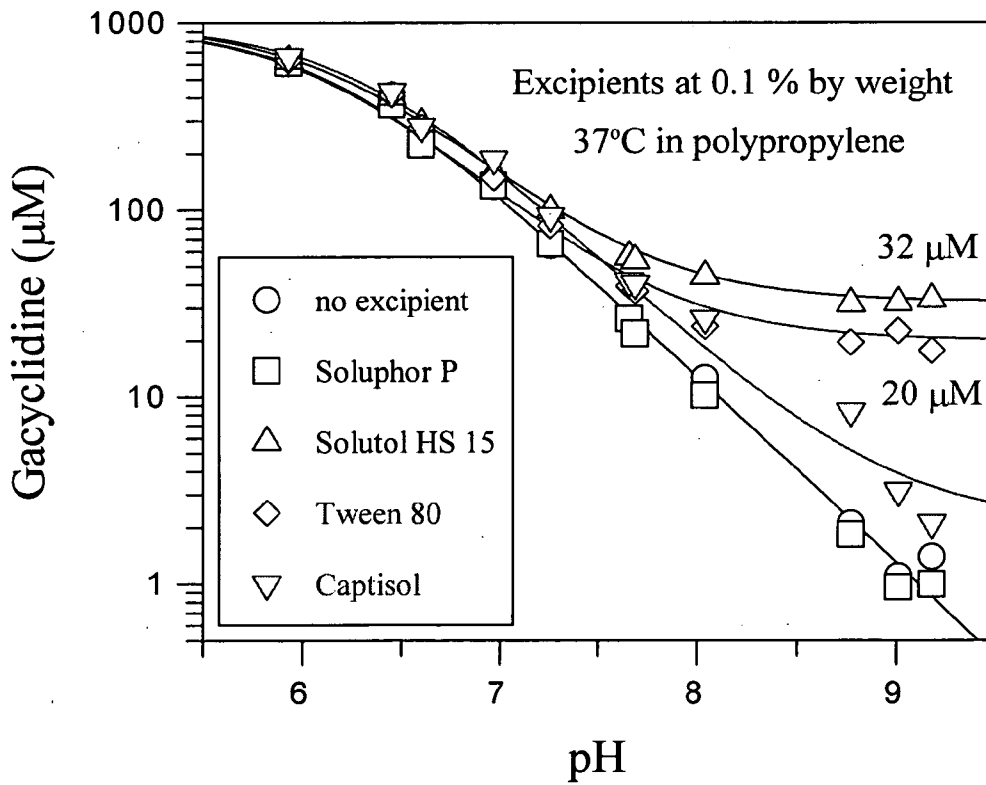 1000
100
10
1
Gacyclidine (µM)
Excipients at 0.1 % by weight
37°C in polypropylene
32 µM
20 µM
no excipient
Soluphor P
Solutol HS 15
Tween 80
Captisol
6
7
8
9
pH